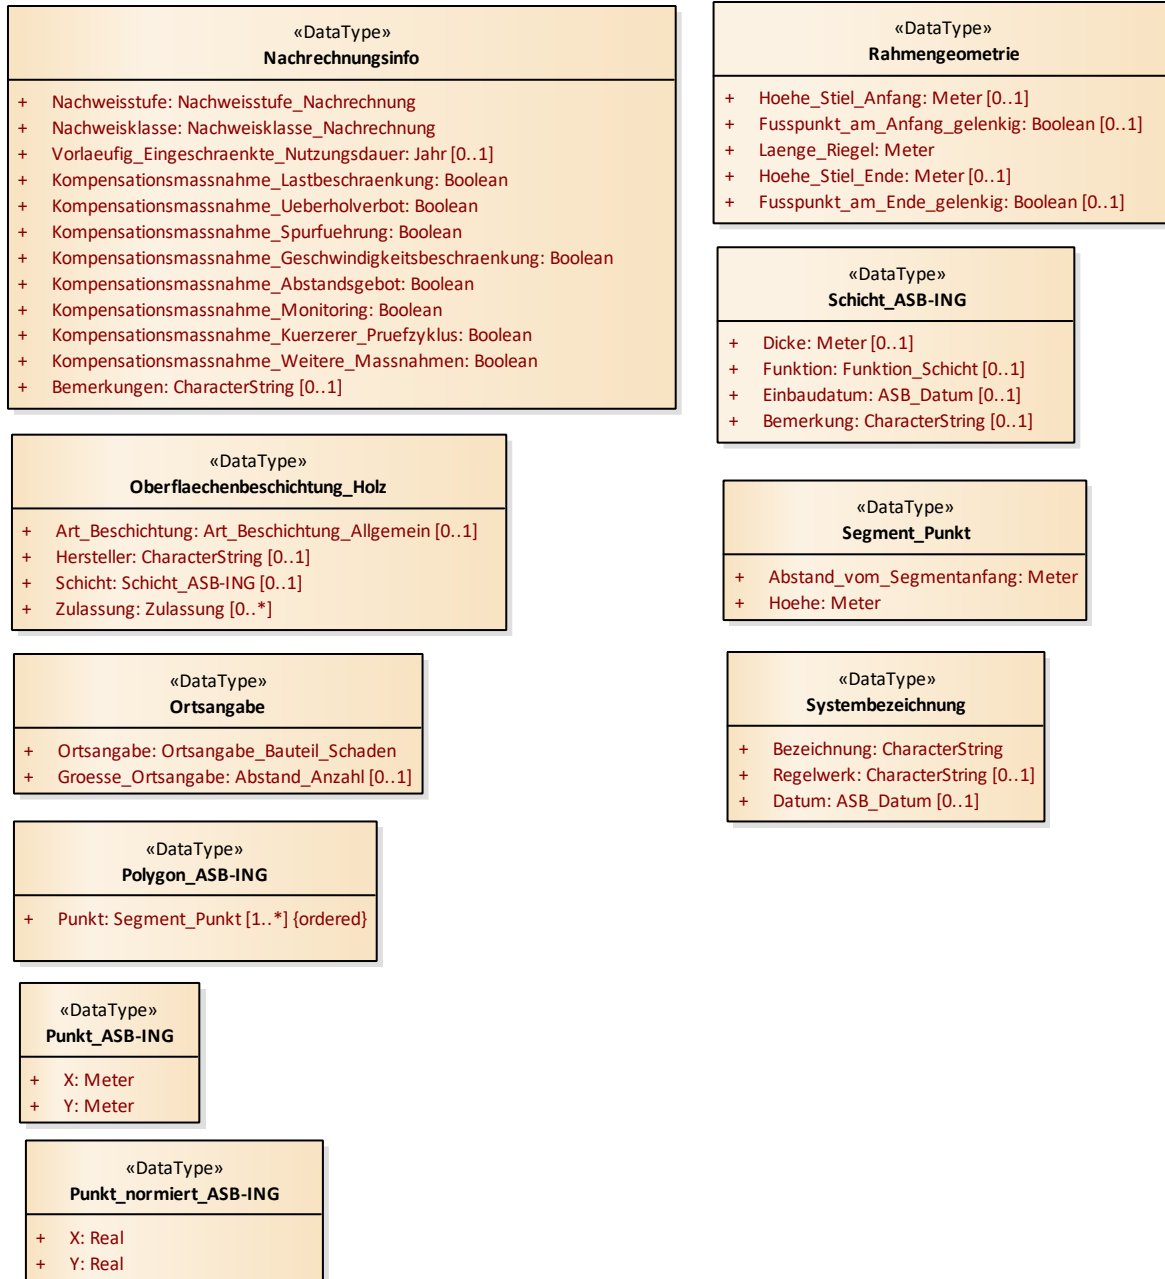 «DataType»
Nachrechnungsinfo
+ Nachweisstufe: Nachweisstufe_Nachrechnung
+ Nachweisklasse: Nachweisklasse_Nachrechnung
+ Vorlaeufig_Eingeschraenkte_Nutzungsdauer: Jahr [0..1]
+ Kompensationsmassnahme_Lastbeschraenkung: Boolean
+ Kompensationsmassnahme_Ueberholverbot: Boolean
+ Kompensationsmassnahme_Spurfuehrung: Boolean
+ Kompensationsmassnahme_Geschwindigkeitsbeschraenkung: Boolean
+ Kompensationsmassnahme_Abstandsgebot: Boolean
+ Kompensationsmassnahme_Monitoring: Boolean
+ Kompensationsmassnahme_Kuerzerer_Pruefzyklus: Boolean
+ Kompensationsmassnahme_Weitere_Massnahmen: Boolean
+ Bemerkungen: CharacterString [0..1]
«DataType»
Oberflaechenbeschichtung_Holz
+ Art_Beschichtung: Art_Beschichtung_Allgemein [0..1]
+ Hersteller: CharacterString [0..1]
+ Schicht: Schicht_ASB-ING [0..1]
+ Zulassung: Zulassung [0..*]
«DataType»
Ortsangabe
+ Ortsangabe: Ortsangabe_Bauteil_Schaden
+ Groesse_Ortsangabe: Abstand_Anzahl [0..1]
«DataType»
Polygon_ASB-ING
+ Punkt: Segment_Punkt [1..*] {ordered}
«DataType»
Punkt_ASB-ING
+ X: Meter
+ Y: Meter
«DataType»
Punkt_normiert_ASB-ING
+ X: Real
+ Y: Real
«DataType»
Rahmengeometrie
+ Hoehe_Stiel_Anfang: Meter [0..1]
+ Fusspunkt_am_Anfang_gelenkig: Boolean [0..1]
+ Laenge_Riegel: Meter
+ Hoehe_Stiel_Ende: Meter [0..1]
+ Fusspunkt_am_Ende_gelenkig: Boolean [0..1]
«DataType»
Schicht_ASB-ING
+ Dicke: Meter [0..1]
+ Funktion: Funktion_Schicht [0..1]
+ Einbaudatum: ASB_Datum [0..1]
+ Bemerkung: CharacterString [0..1]
«DataType»
Segment_Punkt
+ Abstand_vom_Segmentanfang: Meter
+ Hoehe: Meter
«DataType»
Systembezeichnung
+ Bezeichnung: CharacterString
+ Regelwerk: CharacterString [0..1]
+ Datum: ASB_Datum [0..1]